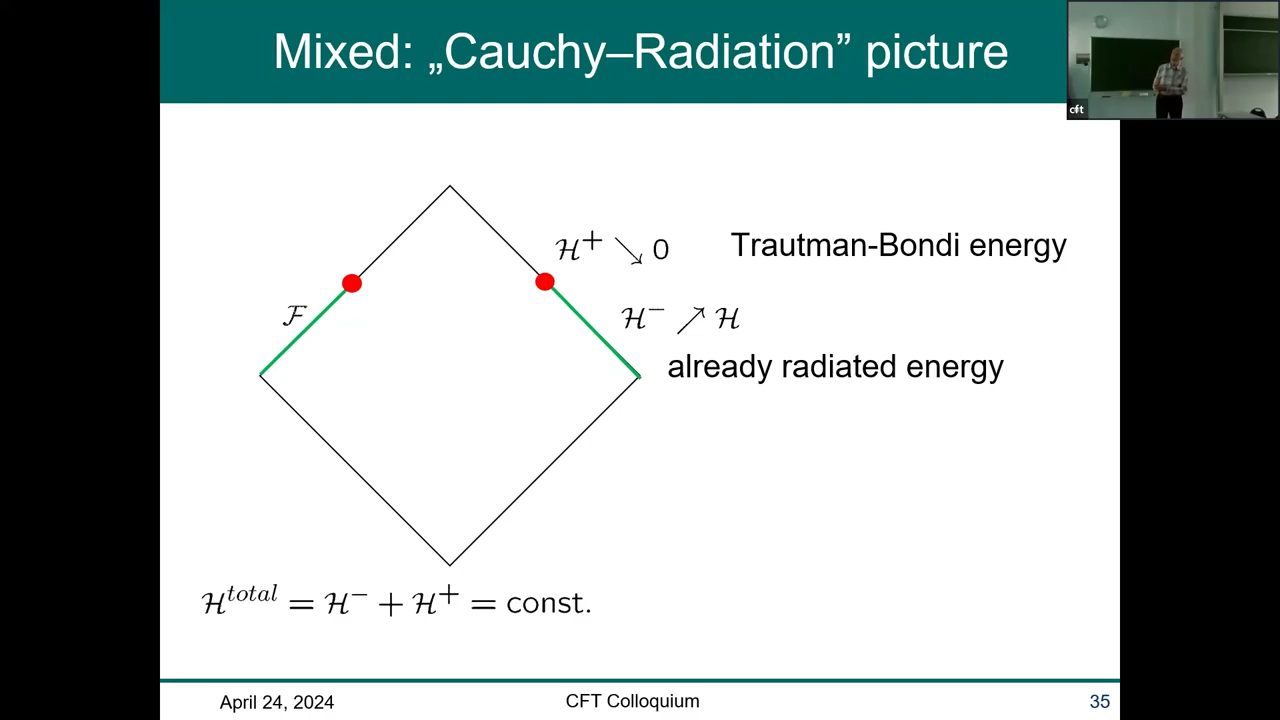 Mixed: „Cauchy–Radiation” picture
cft
ℋ⁺ ↘ 0
Trautman-Bondi energy
ℱ
ℋ⁻ ↗ ℋ
already radiated energy
ℋ^{total} = ℋ⁻ + ℋ⁺ = const.
April 24, 2024
CFT Colloquium
35